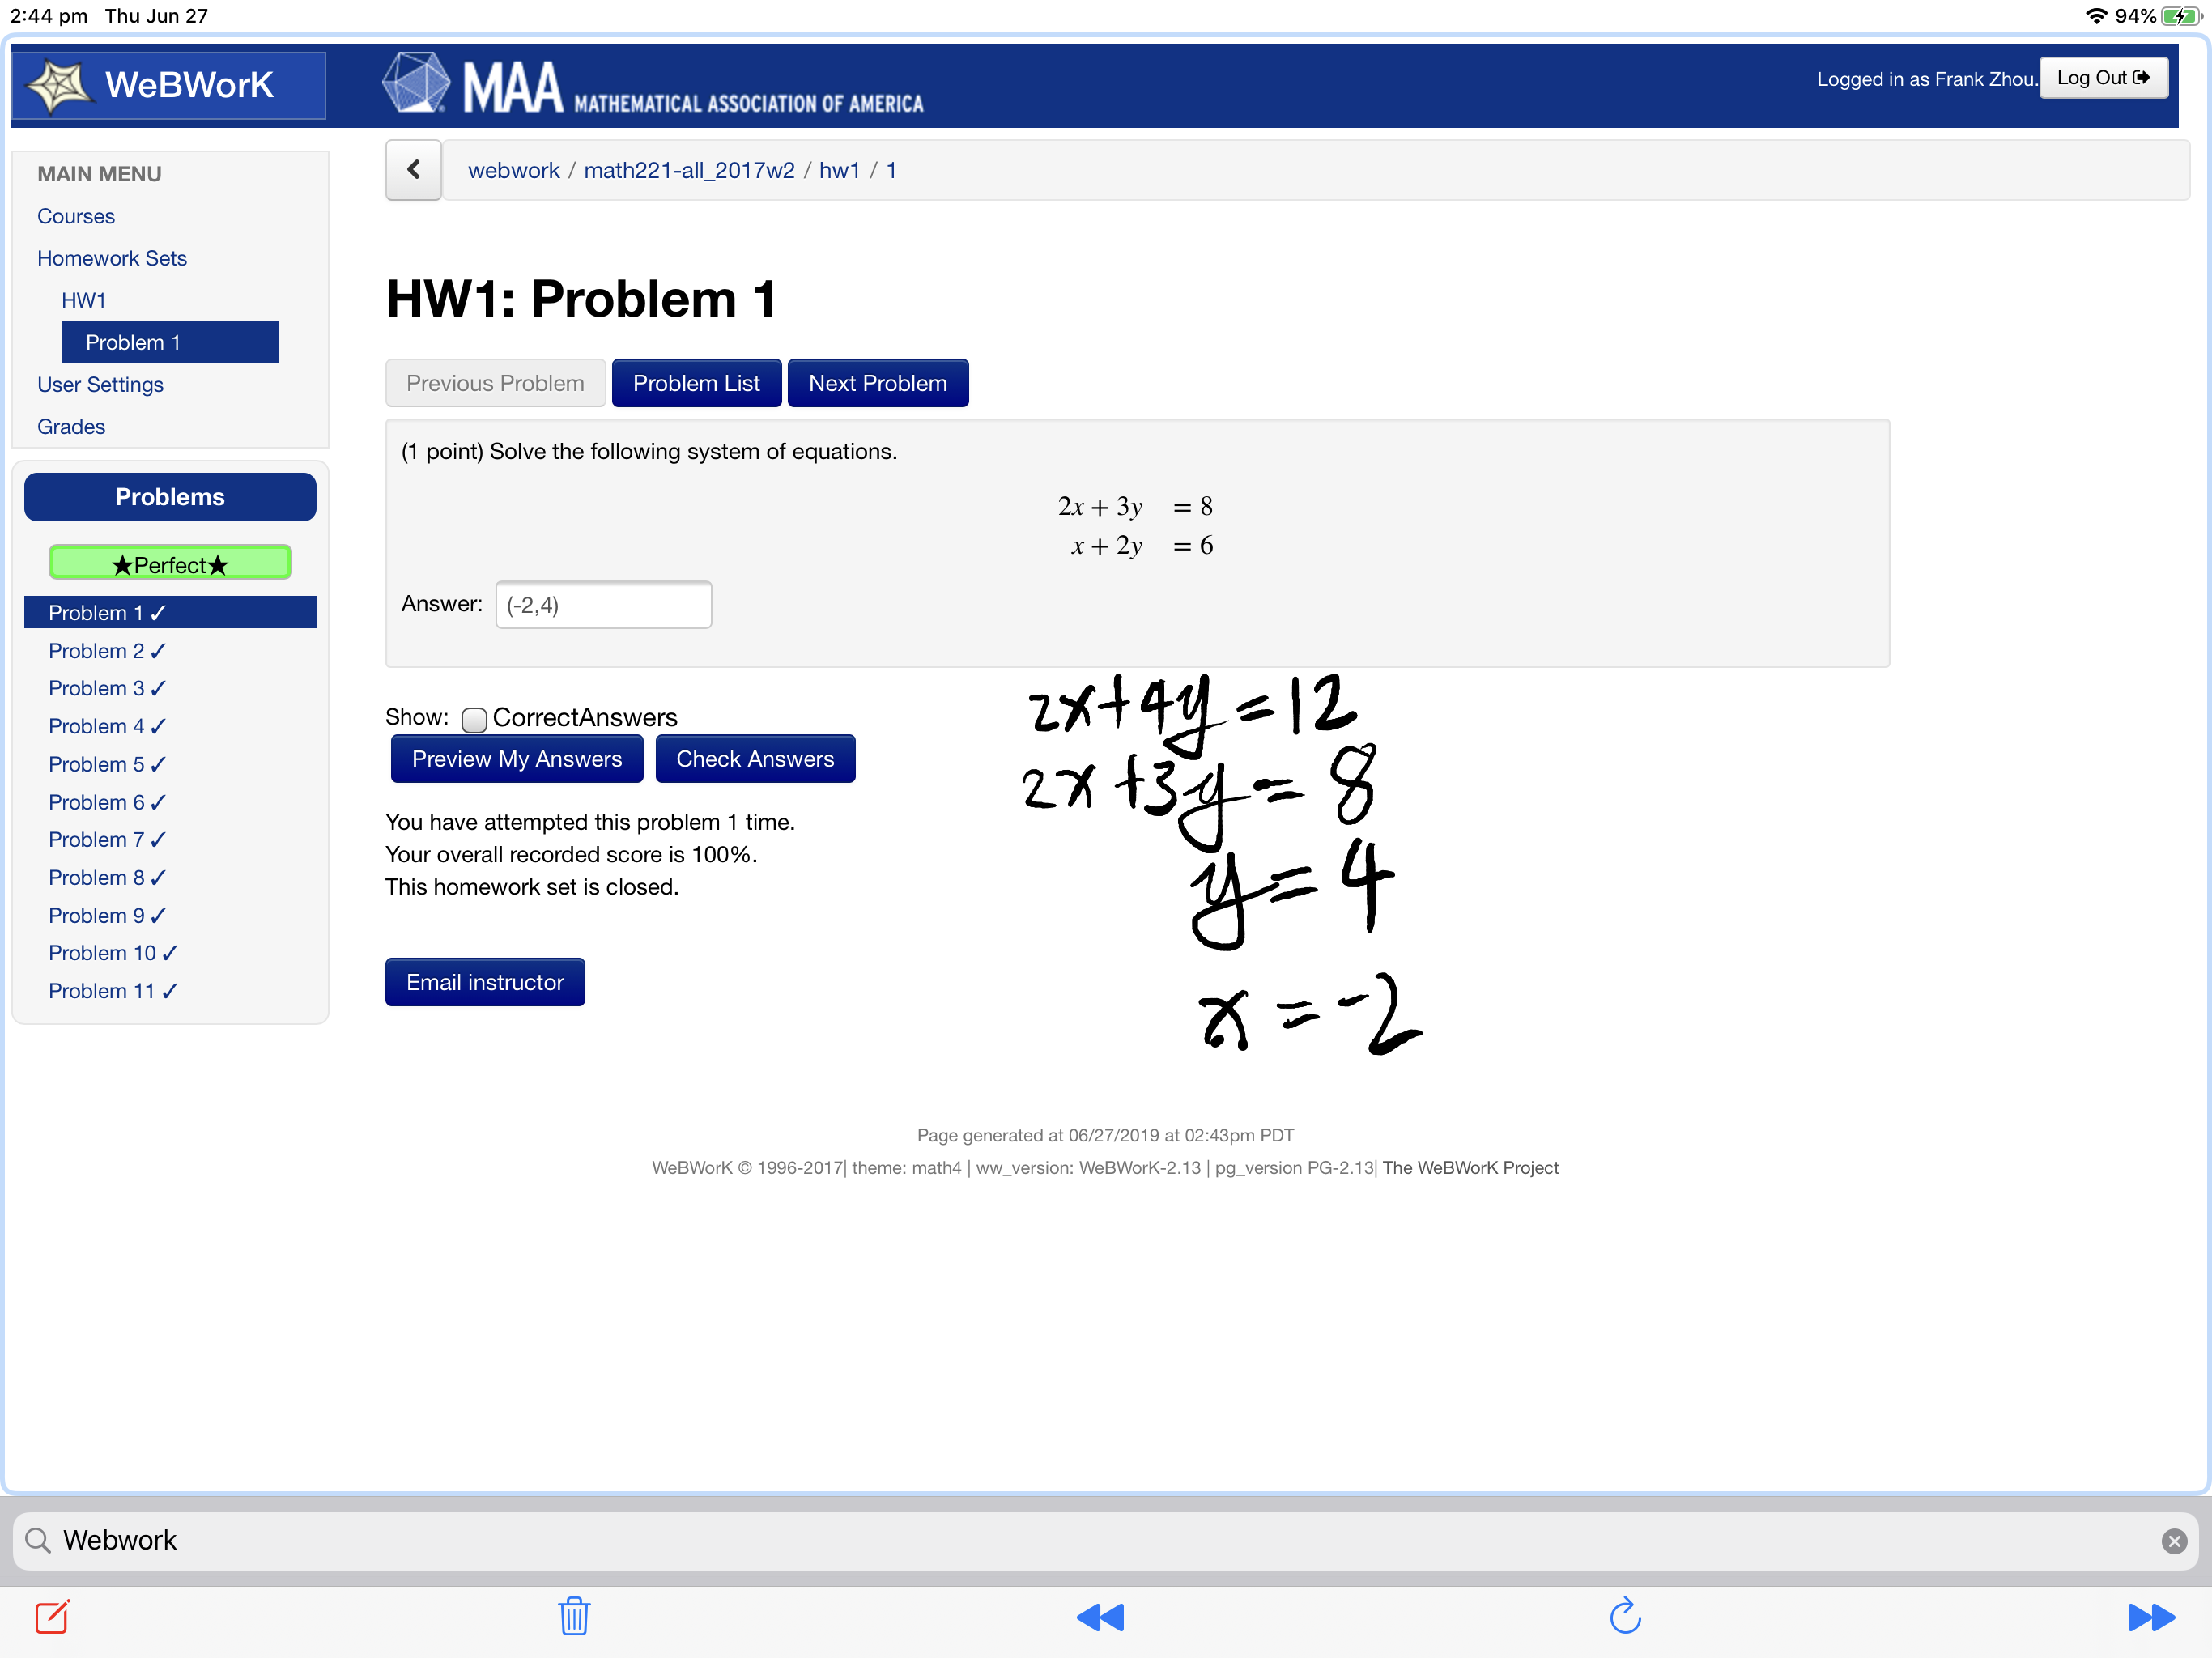 2:44 pm Thu Jun 27
94%
WeBWorK
MAA MATHEMATICAL ASSOCIATION OF AMERICA
Logged in as Frank Zhou.
Log Out
MAIN MENU
Courses
Homework Sets
HW1
Problem 1
User Settings
Grades
Problems
★Perfect★
Problem 1 ✓
Problem 2 ✓
Problem 3 ✓
Problem 4 ✓
Problem 5 ✓
Problem 6 ✓
Problem 7 ✓
Problem 8 ✓
Problem 9 ✓
Problem 10 ✓
Problem 11 ✓
webwork / math221-all_2017w2 / hw1 / 1
HW1: Problem 1
Previous Problem
Problem List
Next Problem
(1 point) Solve the following system of equations.
2x + 3y = 8
x + 2y = 6
Answer: (-2,4)
Show: CorrectAnswers
Preview My Answers
Check Answers
You have attempted this problem 1 time.
Your overall recorded score is 100%.
This homework set is closed.
Email instructor
2x+4y=12
2x+3y=8
y=4
x=-2
Page generated at 06/27/2019 at 02:43pm PDT
WeBWorK © 1996-2017| theme: math4 | ww_version: WeBWorK-2.13 | pg_version PG-2.13| The WeBWorK Project
Webwork